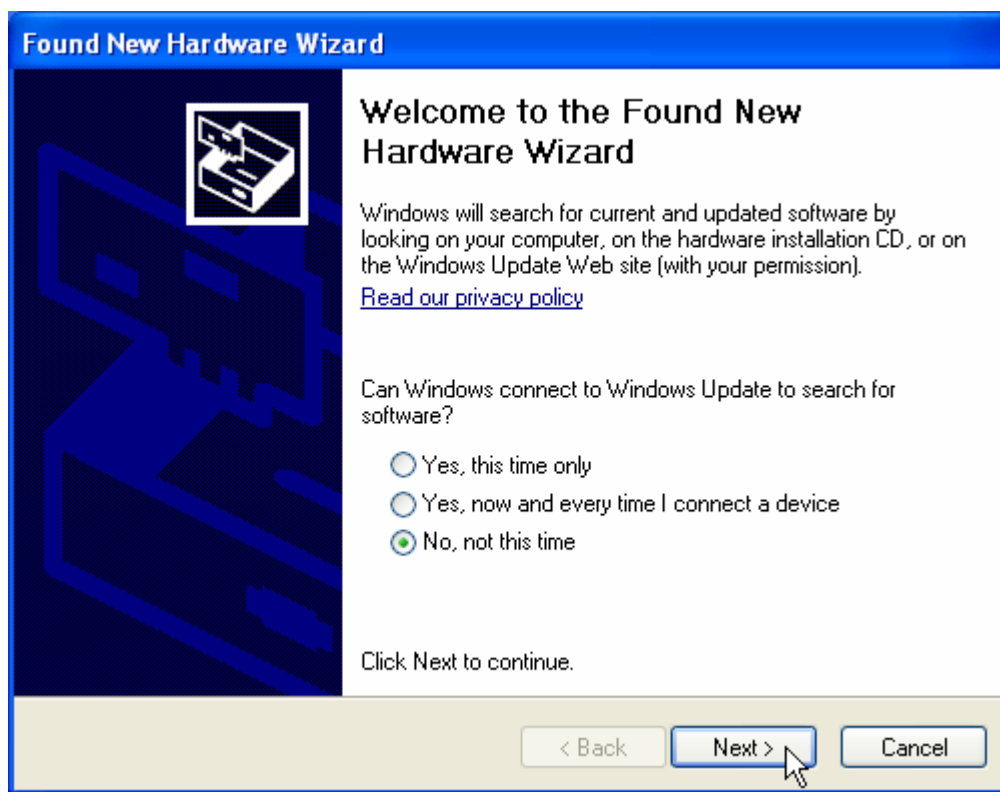 Found New Hardware Wizard
Welcome to the Found New
Hardware Wizard
Windows will search for current and updated software by
looking on your computer, on the hardware installation CD, or on
the Windows Update Web site (with your permission).
Read our privacy policy
Can Windows connect to Windows Update to search for
software?
Yes, this time only
Yes, now and every time I connect a device
No, not this time
Click Next to continue.
< Back Next > Cancel